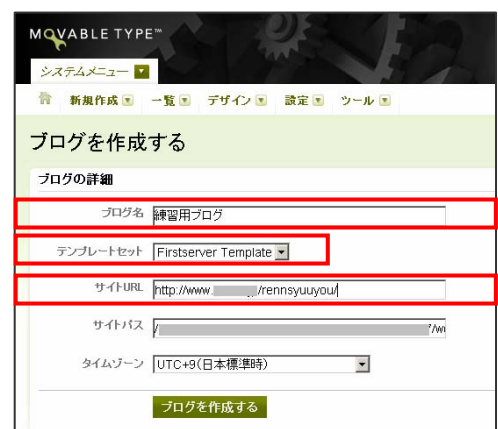 MOVABLE TYPE™
システムメニュー
新規作成 一覧 デザイン 設定 ツール
ブログを作成する
ブログの詳細
ブログ名 練習用ブログ
テンプレートセット Firstserver Template
サイトURL http://www. /rennsyuuyou/
サイトパス /
タイムゾーン UTC+9(日本標準時)
ブログを作成する